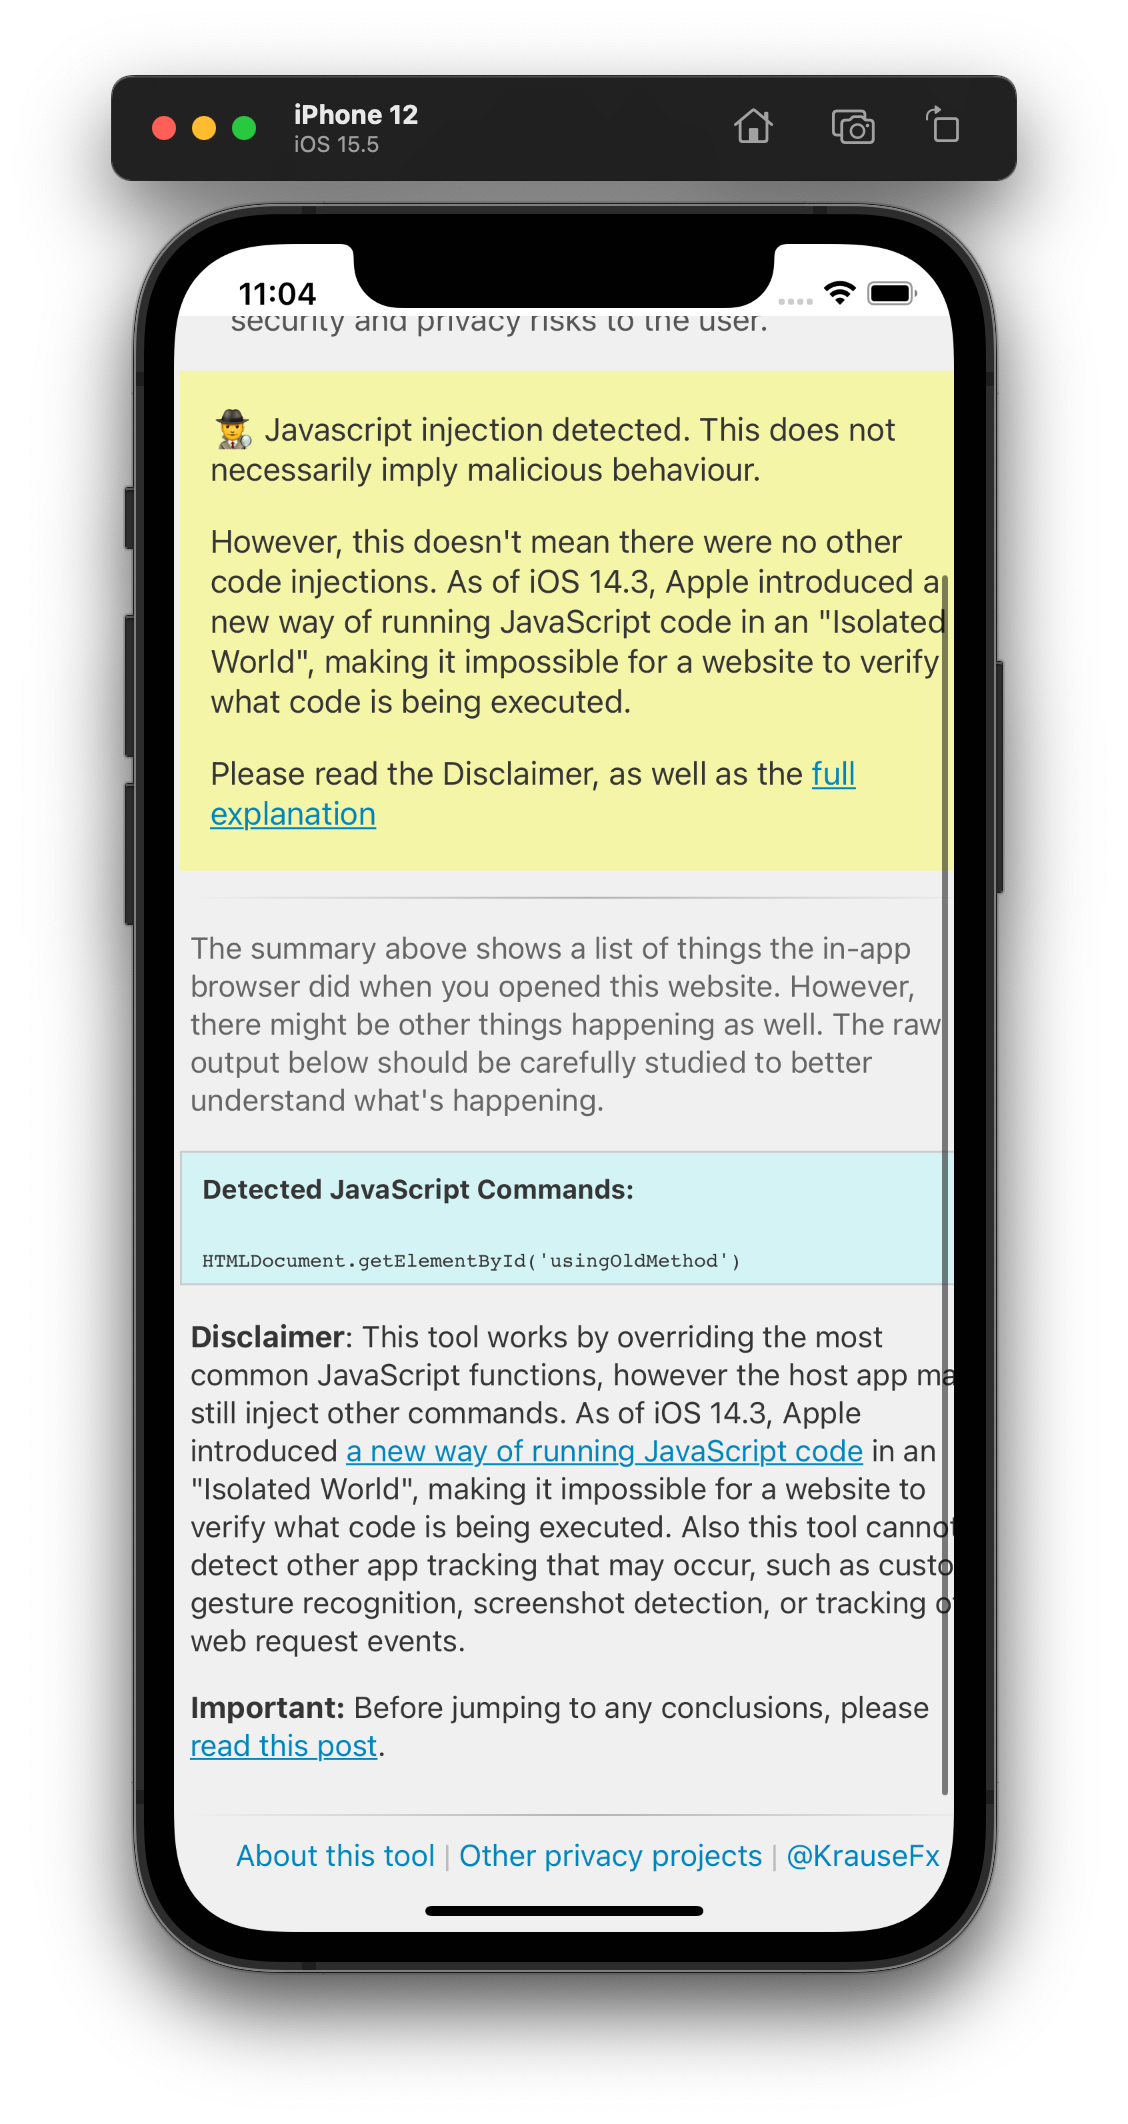 iPhone 12
iOS 15.5
11:04
security and privacy risks to the user.
Javascript injection detected. This does not
necessarily imply malicious behaviour.
However, this doesn't mean there were no other
code injections. As of iOS 14.3, Apple introduced a
new way of running JavaScript code in an "Isolated
World", making it impossible for a website to verify
what code is being executed.
Please read the Disclaimer, as well as the full
explanation
The summary above shows a list of things the in-app
browser did when you opened this website. However,
there might be other things happening as well. The raw
output below should be carefully studied to better
understand what's happening.
Detected JavaScript Commands:
HTMLDocument.getElementById('usingOldMethod')
Disclaimer: This tool works by overriding the most
common JavaScript functions, however the host app ma
still inject other commands. As of iOS 14.3, Apple
introduced a new way of running JavaScript code in an
"Isolated World", making it impossible for a website to
verify what code is being executed. Also this tool cannot
detect other app tracking that may occur, such as custo
gesture recognition, screenshot detection, or tracking of
web request events.
Important: Before jumping to any conclusions, please
read this post.
About this tool | Other privacy projects | @KrauseFx